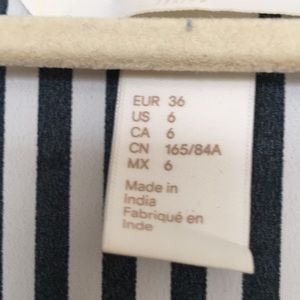 EUR 36
US 6
CA 6
CN 165/84A
MX 6
Made in
India
Fabriqué en
Inde